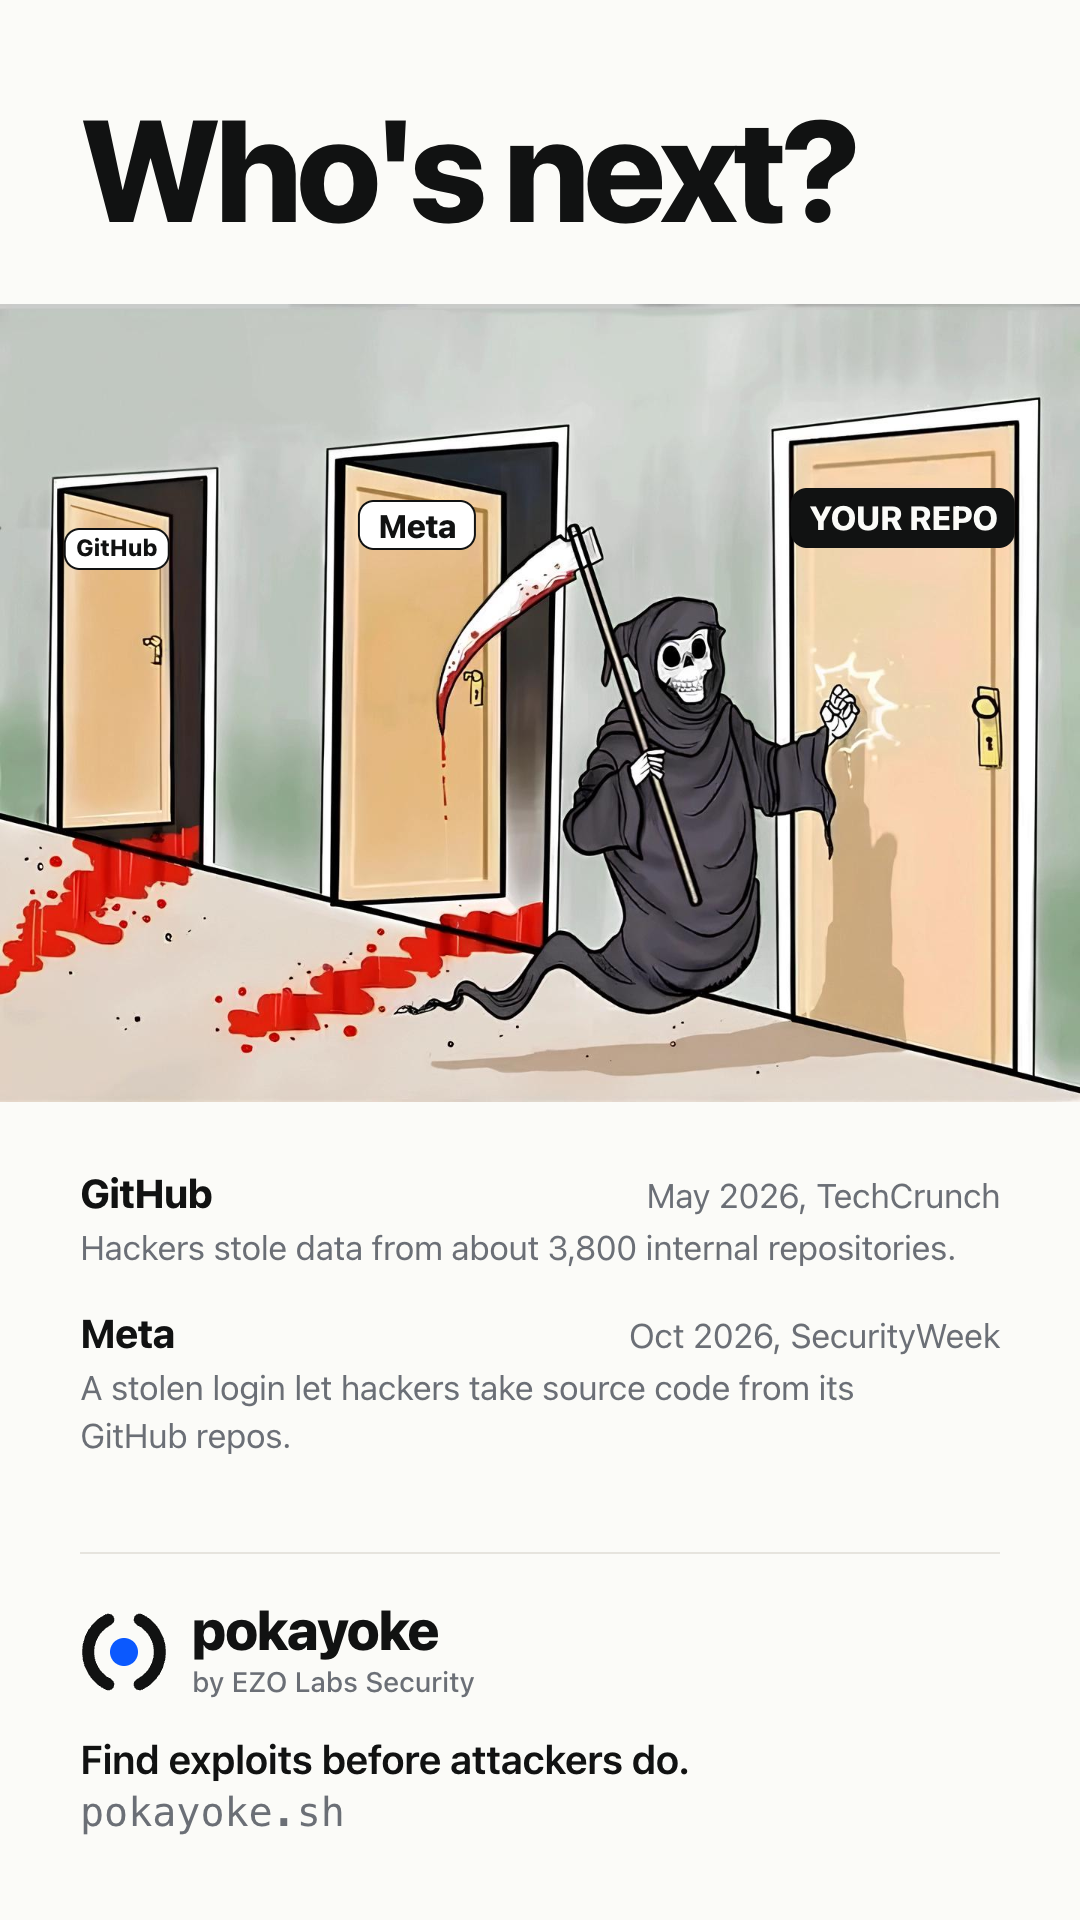 Who's next?
GitHub
Meta
YOUR REPO
GitHub
May 2026, TechCrunch
Hackers stole data from about 3,800 internal repositories.
Meta
Oct 2026, SecurityWeek
A stolen login let hackers take source code from its
GitHub repos.
pokayoke
by EZO Labs Security
Find exploits before attackers do.
pokayoke.sh